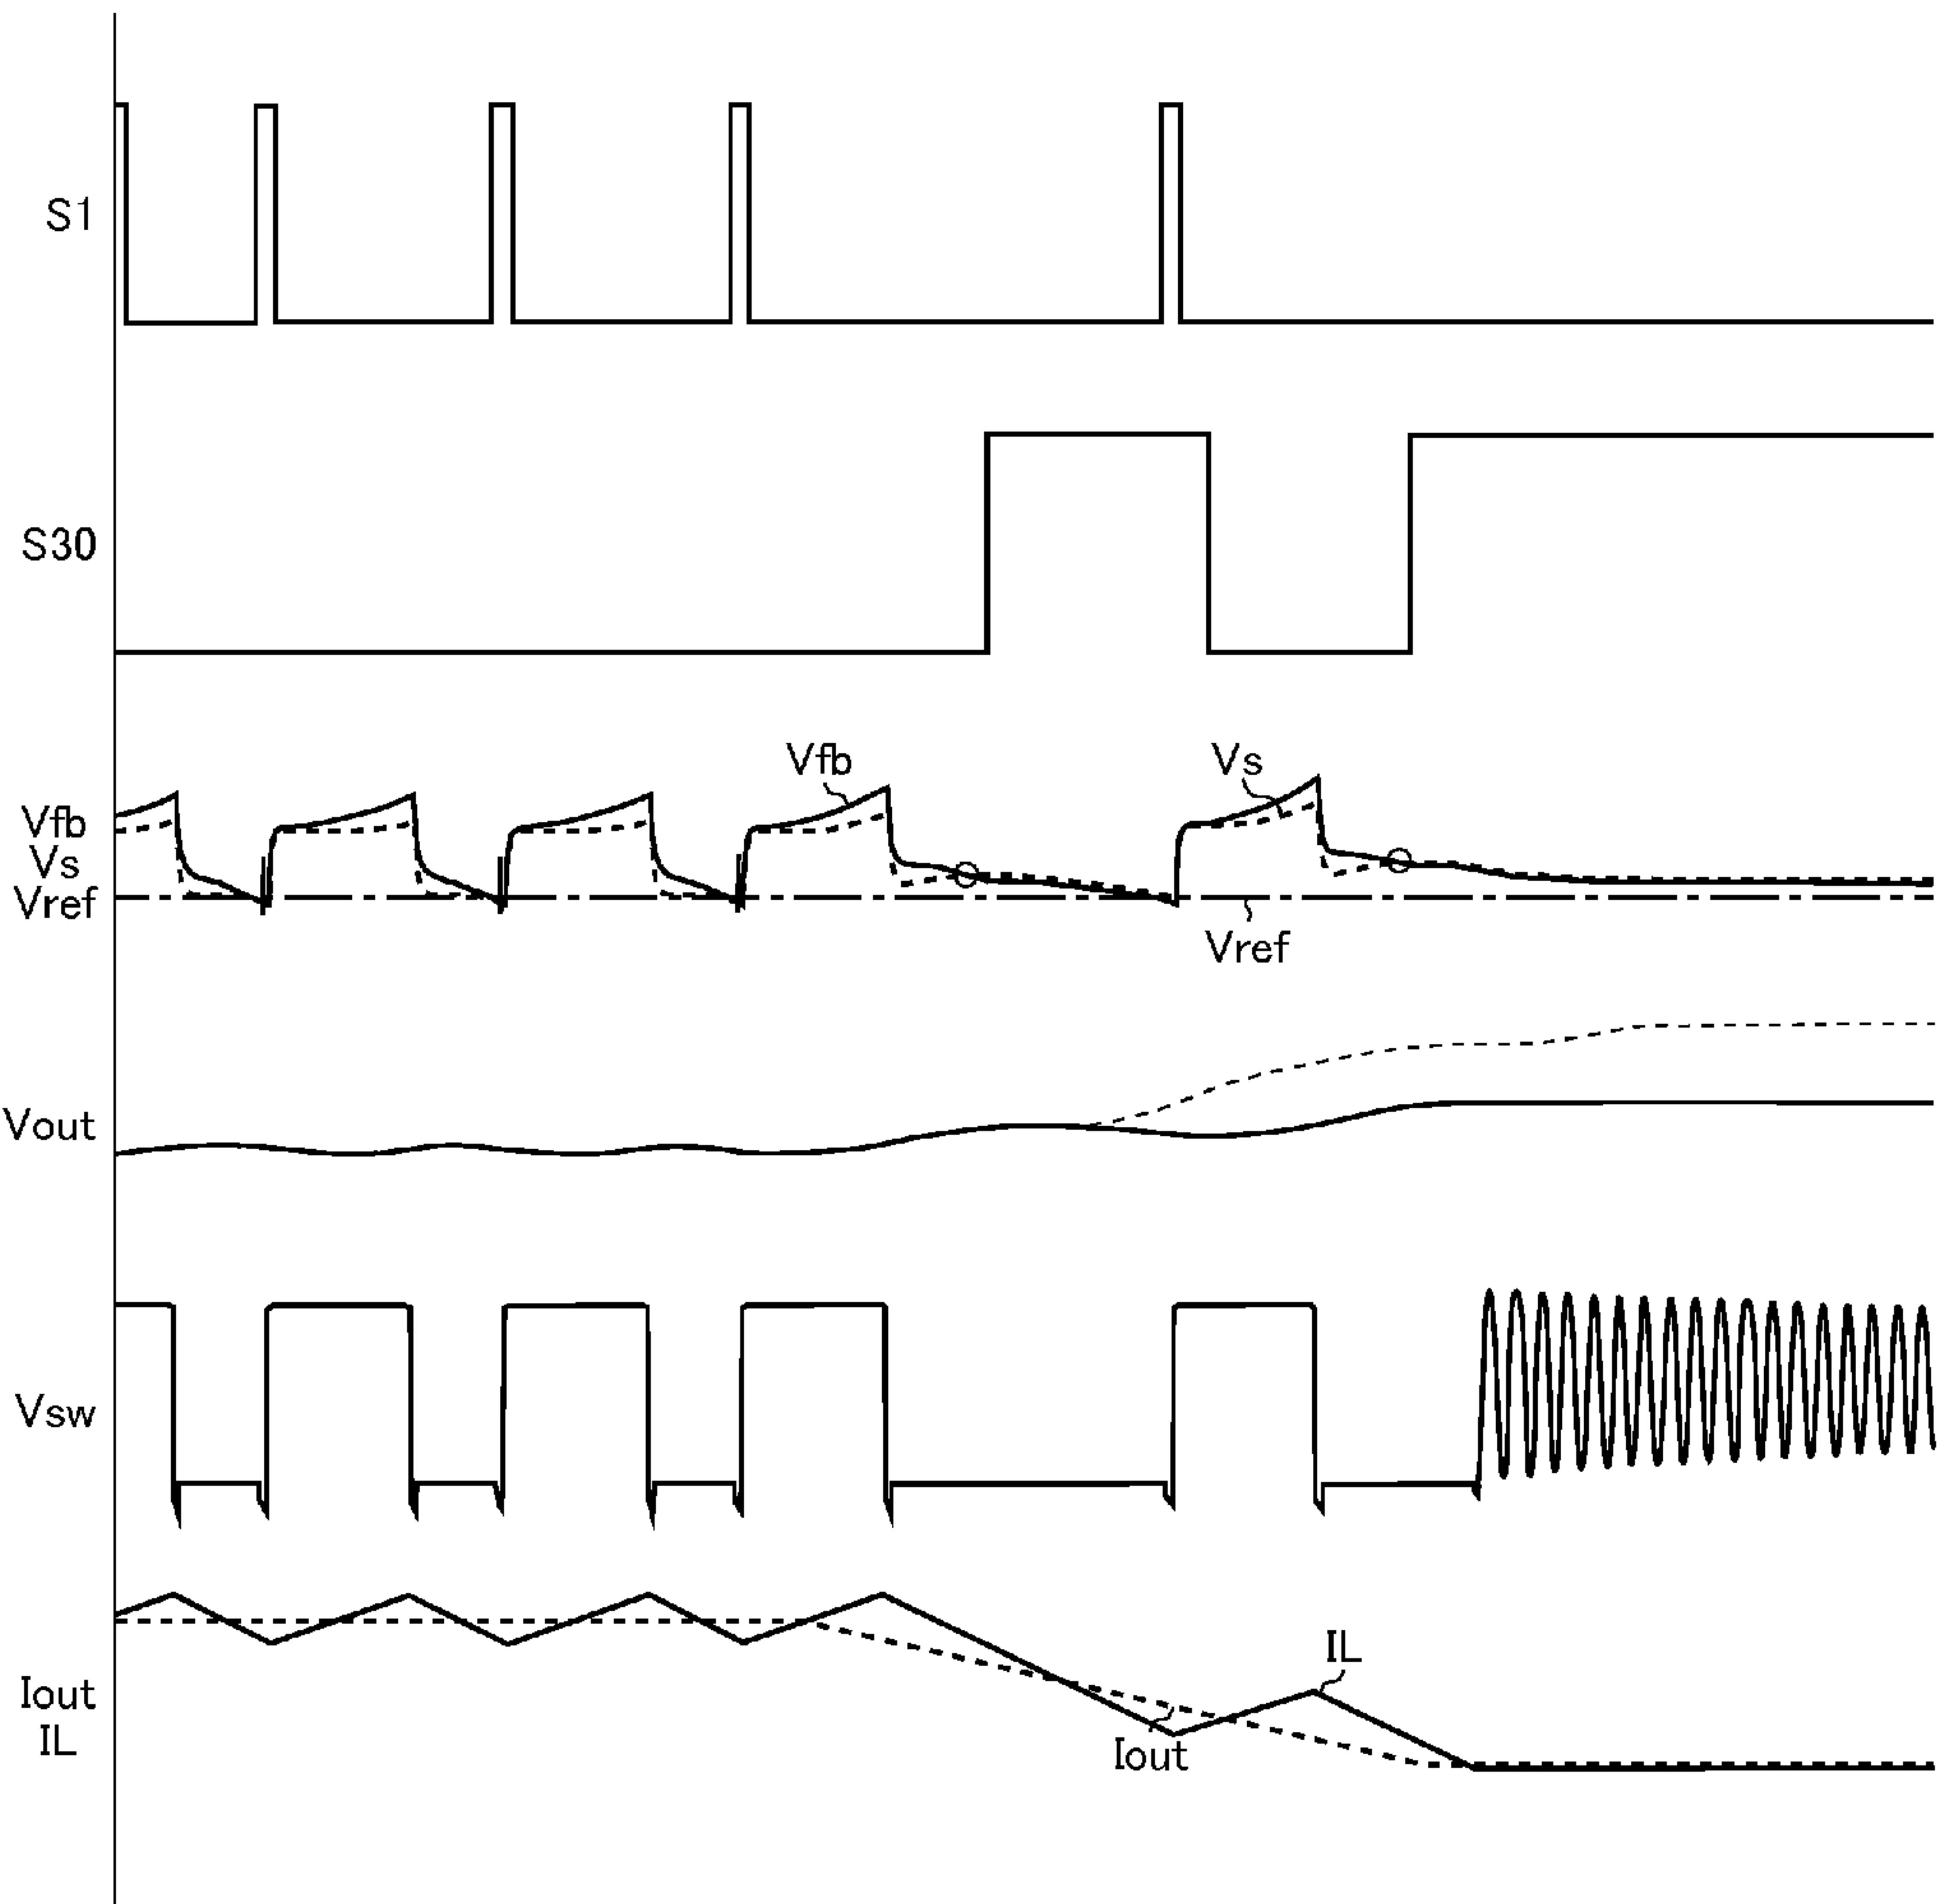 S1
S30
Vfb
Vs
Vfb
Vs
Vref
Vref
Vout
Vsw
IL
Iout
IL
Iout